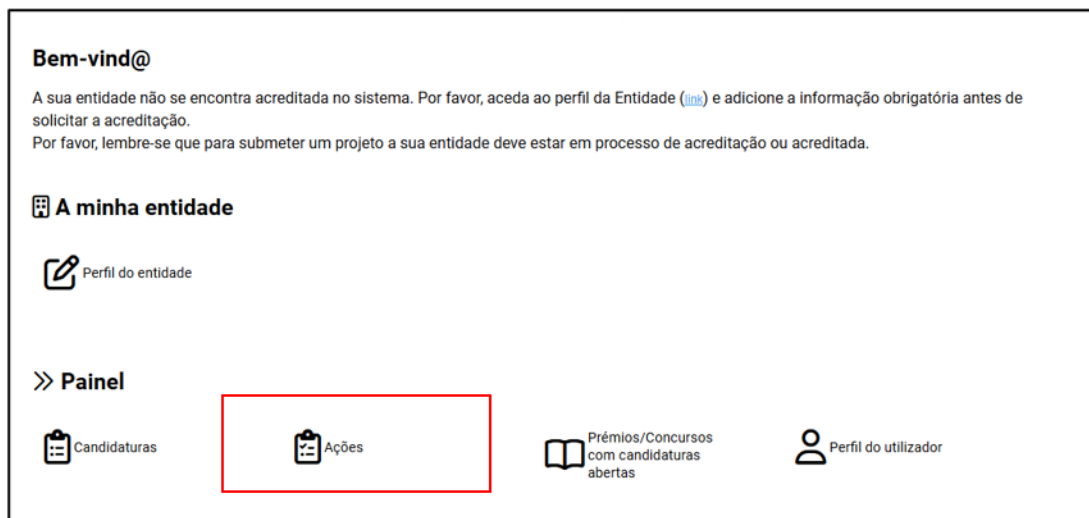 Bem-vind@
A sua entidade não se encontra acreditada no sistema. Por favor, aceda ao perfil da Entidade (link) e adicione a informação obrigatória antes de
solicitar a acreditação.
Por favor, lembre-se que para submeter um projeto a sua entidade deve estar em processo de acreditação ou acreditada.
A minha entidade
Perfil do entidade
Painel
Candidaturas
Ações
Prémios/Concursos
com candidaturas
abertas
Perfil do utilizador